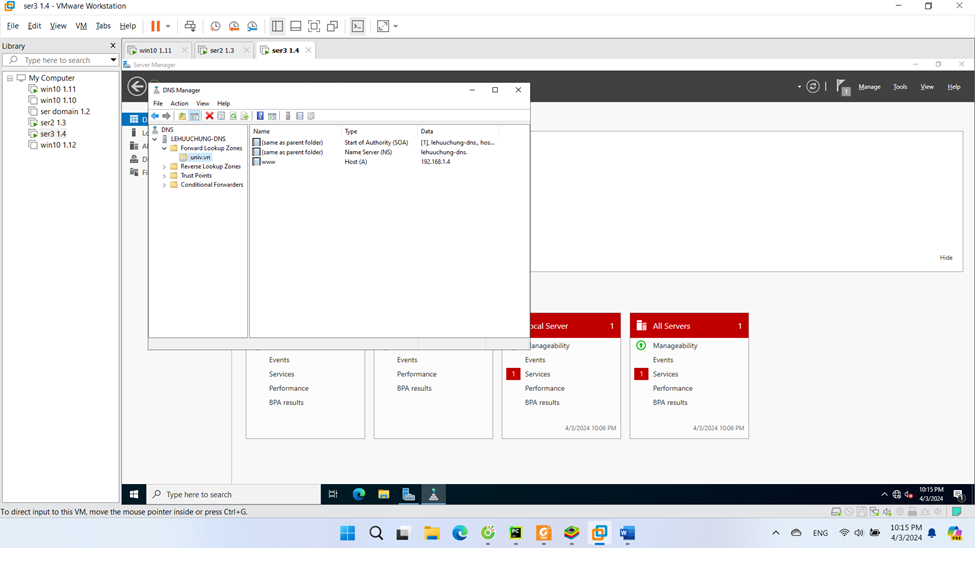 ser3 1.4 - VMware Workstation
File Edit View VM Tabs Help
Library
Type here to search
My Computer
win10 1.11
win10 1.10
ser domain 1.2
ser2 1.3
ser3 1.4
win10 1.12
win10 1.11 ser2 1.3 ser3 1.4
Server Manager
Manage Tools View Help
1
DNS Manager
File Action View Help
DNS
LEHUUCHUNG-DNS
Forward Lookup Zones
univ.vn
Reverse Lookup Zones
Trust Points
Conditional Forwarders
Name Type Data
(same as parent folder) Start of Authority (SOA) [1], lehuuchung-dns., hos...
(same as parent folder) Name Server (NS) lehuuchung-dns.
www Host (A) 192.168.1.4
Hide
Events
Services
Performance
BPA results
Events
Performance
BPA results
ocal Server 1
anageability
Events
1 Services
Performance
BPA results
4/3/2024 10:06 PM
All Servers 1
Manageability
Events
1 Services
Performance
BPA results
4/3/2024 10:06 PM
Type here to search
10:15 PM
4/3/2024
To direct input to this VM, move the mouse pointer inside or press Ctrl+G.
ENG
10:15 PM
4/3/2024